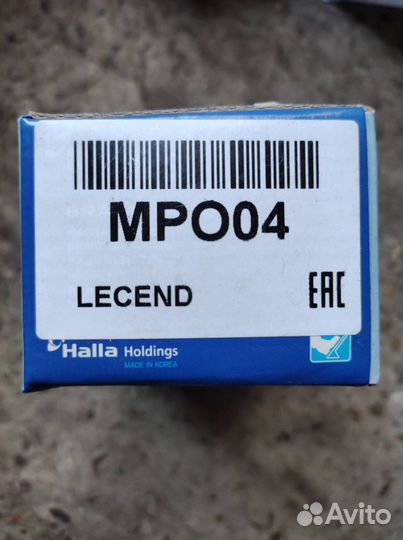 MPO04
LECEND
EAC
Halla Holdings
MADE IN KOREA
Avito